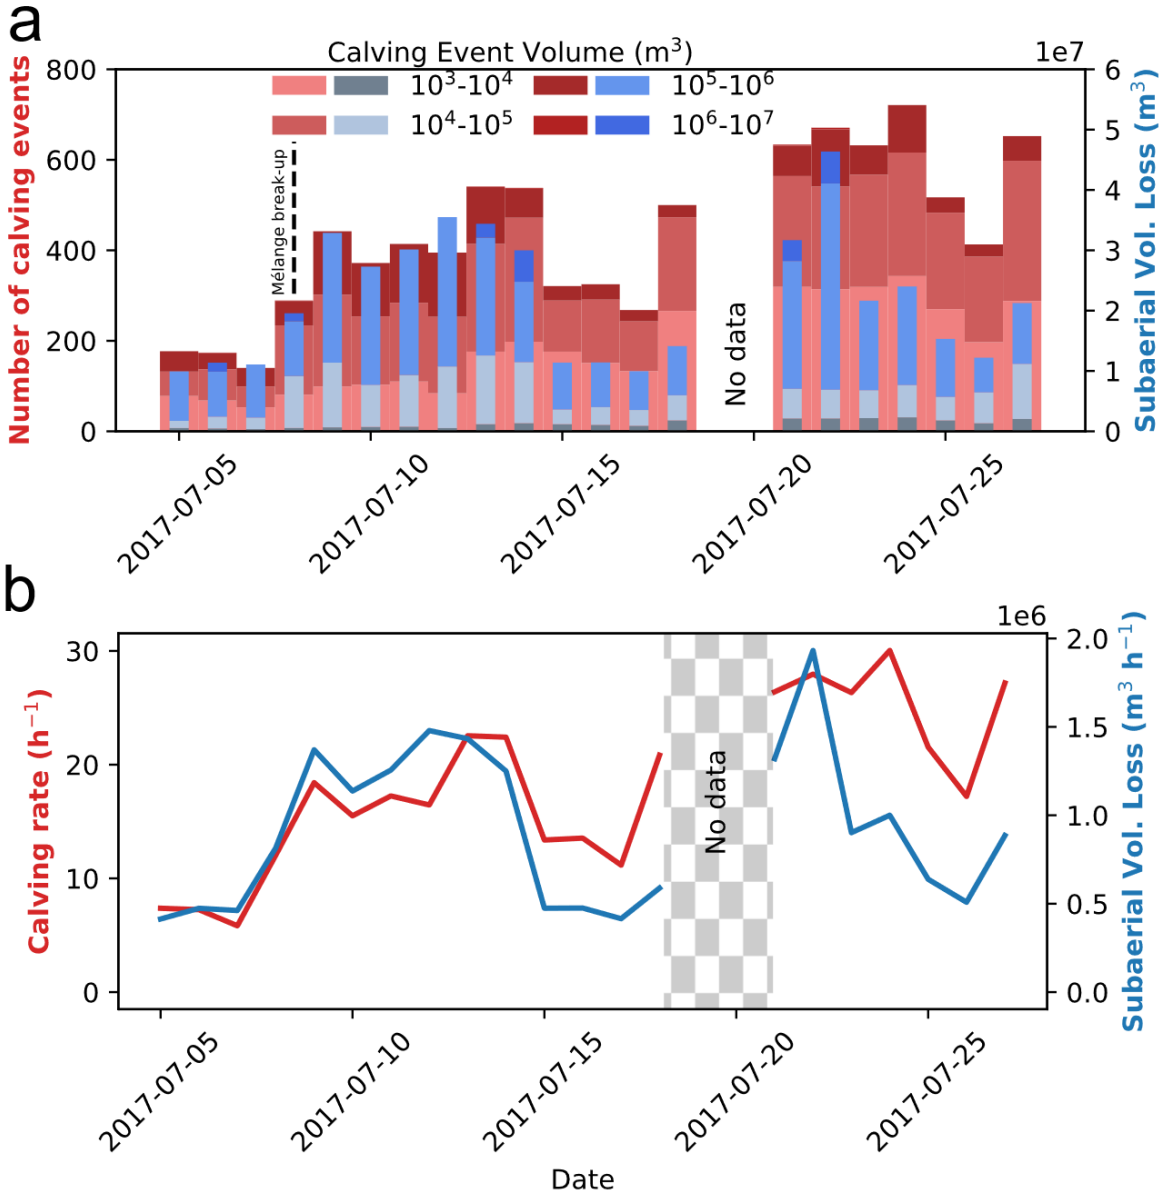 a
Calving Event Volume (m³)
1e7
10³-10⁴
10⁵-10⁶
10⁴-10⁵
10⁶-10⁷
Number of calving events
800
600
400
200
0
Mélange break-up
No data
6
5
4
3
2
1
0
Subaerial Vol. Loss (m³)
2017-07-05
2017-07-10
2017-07-15
2017-07-20
2017-07-25
b
1e6
Calving rate (h⁻¹)
30
20
10
0
No data
2.0
1.5
1.0
0.5
0.0
Subaerial Vol. Loss (m³ h⁻¹)
2017-07-05
2017-07-10
2017-07-15
2017-07-20
2017-07-25
Date